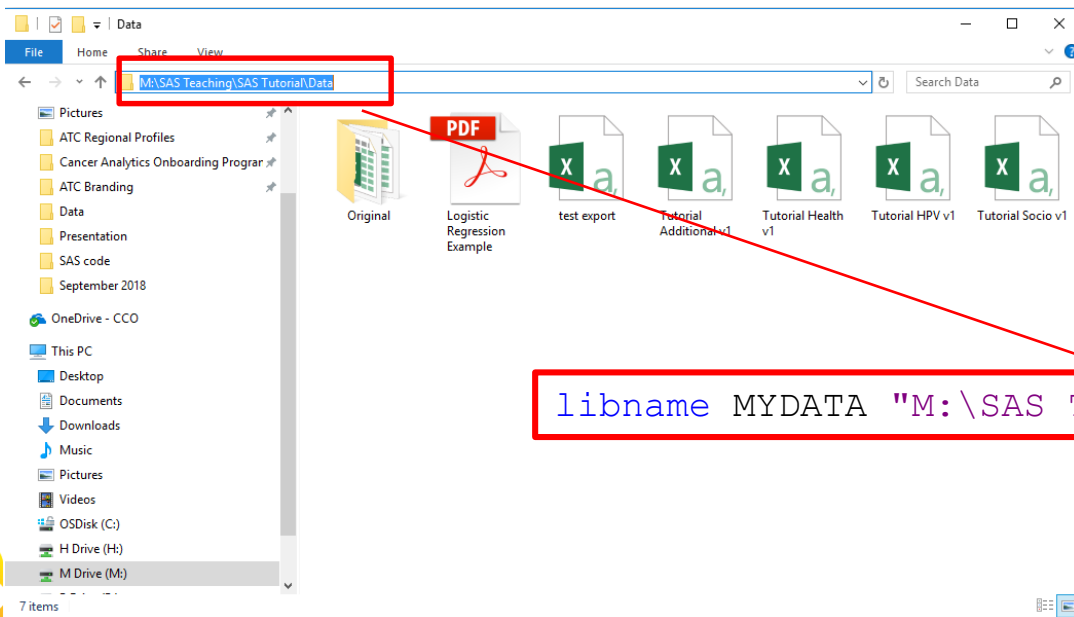 Data
File Home Share View
M:\SAS Teaching\SAS Tutorial\Data
Search Data
Pictures
ATC Regional Profiles
Cancer Analytics Onboarding Progran
ATC Branding
Data
Presentation
SAS code
September 2018
OneDrive - CCO
This PC
Desktop
Documents
Downloads
Music
Pictures
Videos
OSDisk (C:)
H Drive (H:)
M Drive (M:)
Original
PDF
Logistic
Regression
Example
X a,
test export
X a,
Tutorial
Additional v1
X a,
Tutorial Health
v1
X a,
Tutorial HPV v1
X a,
Tutorial Socio v1
libname MYDATA "M:\SAS
7 items